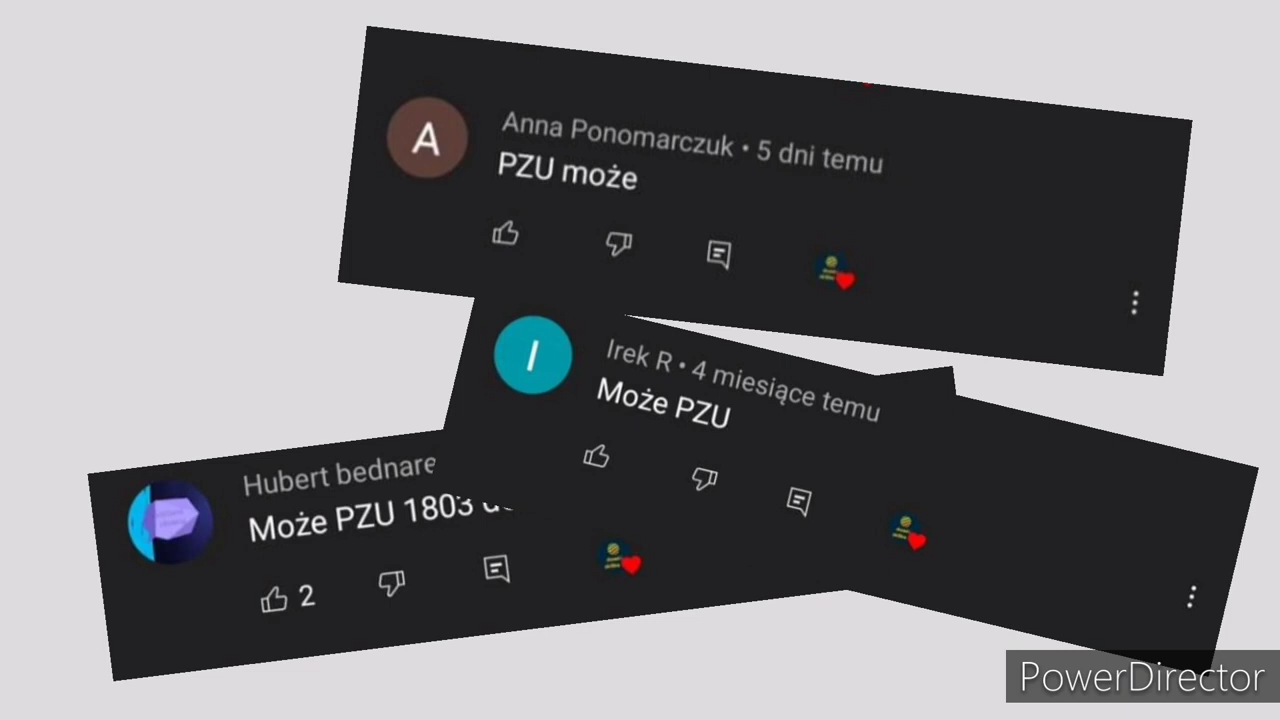 A
Anna Ponomarczuk • 5 dni temu
PZU może
I
Irek R • 4 miesiące temu
Może PZU
Hubert bednare
Może PZU 1803
2
PowerDirector